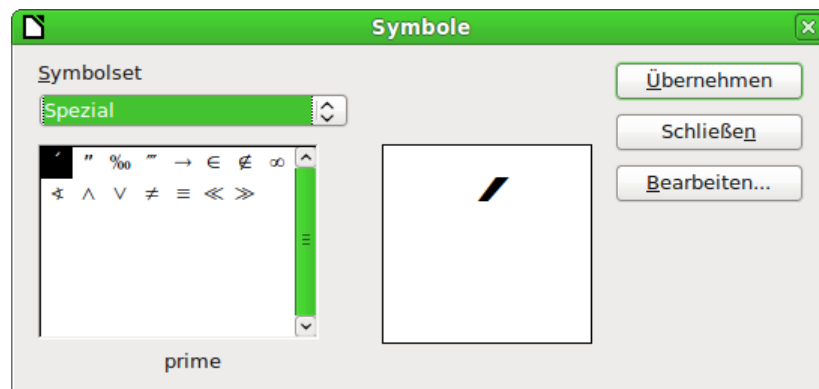 Symbole
Symbolset
Spezial
Übernehmen
Schließen
Bearbeiten...
′ ″ ‰ ‴ → ∈ ∉ ∞
∢ ∧ ∨ ≠ ≡ ≪ ≫
′
prime